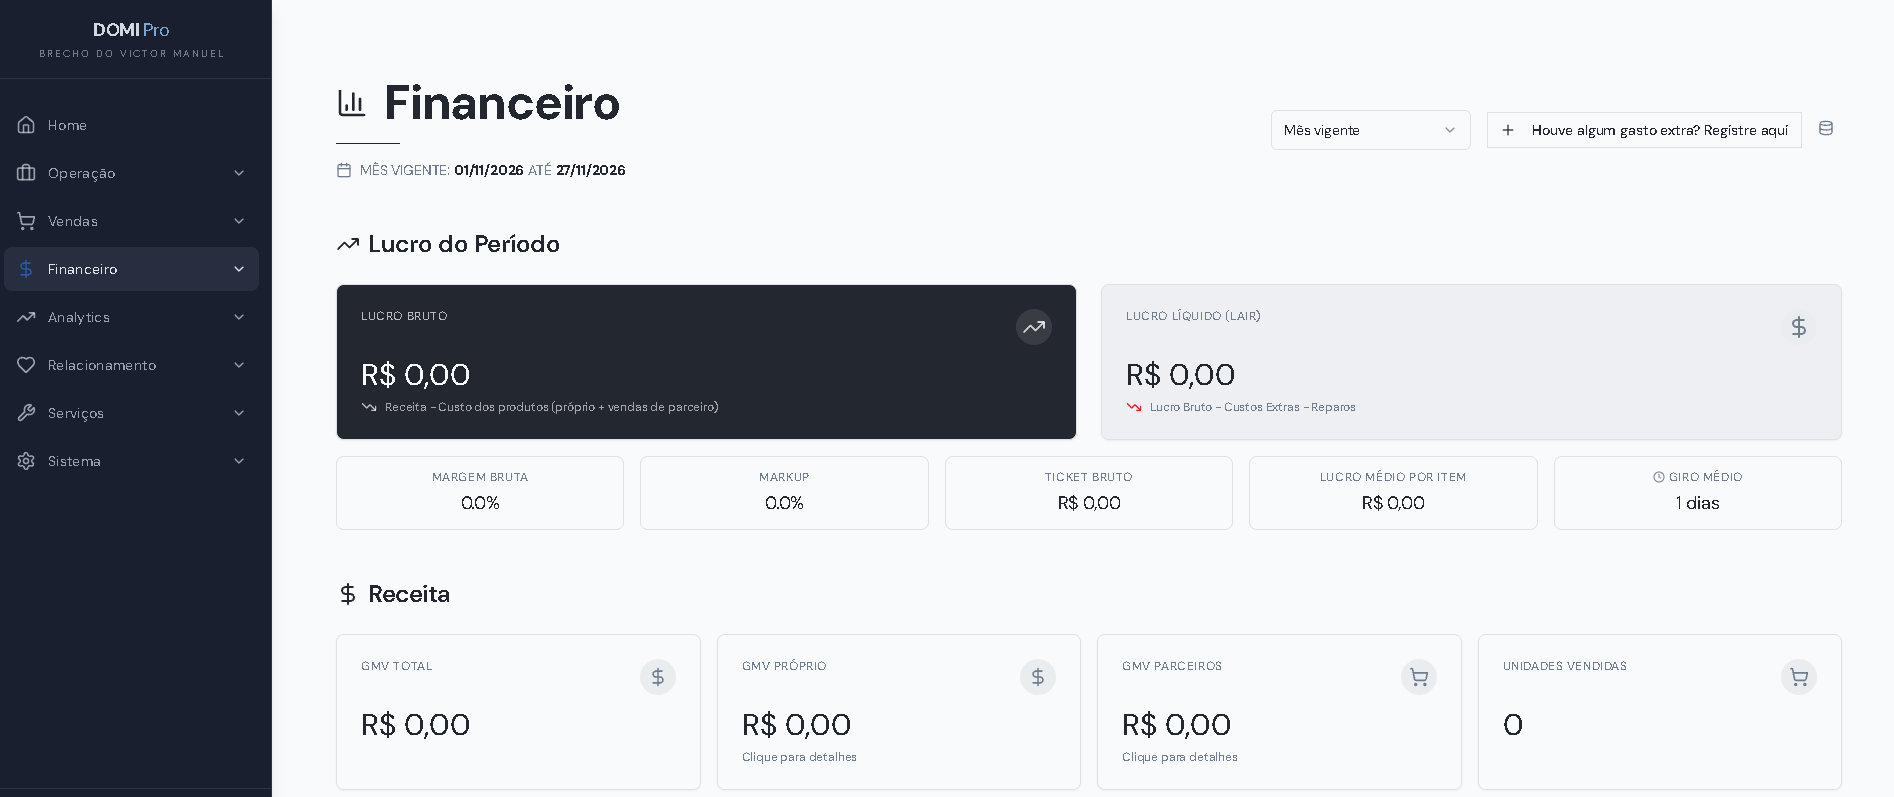 DOMI Pro
BRECHO DO VICTOR MANUEL
Home
Operação
Vendas
Financeiro
Analytics
Relacionamento
Serviços
Sistema
Financeiro
MÊS VIGENTE: 01/11/2026 ATÉ 27/11/2026
Mês vigente
Houve algum gasto extra? Registre aqui
Lucro do Período
LUCRO BRUTO
R$ 0,00
Receita - Custo dos produtos (próprio + vendas de parceiro)
LUCRO LÍQUIDO (LAIR)
R$ 0,00
Lucro Bruto - Custos Extras - Reparos
MARGEM BRUTA
0.0%
MARKUP
0.0%
TICKET BRUTO
R$ 0,00
LUCRO MÉDIO POR ITEM
R$ 0,00
GIRO MÉDIO
1 dias
Receita
GMV TOTAL
R$ 0,00
GMV PRÓPRIO
R$ 0,00
Clique para detalhes
GMV PARCEIROS
R$ 0,00
Clique para detalhes
UNIDADES VENDIDAS
0